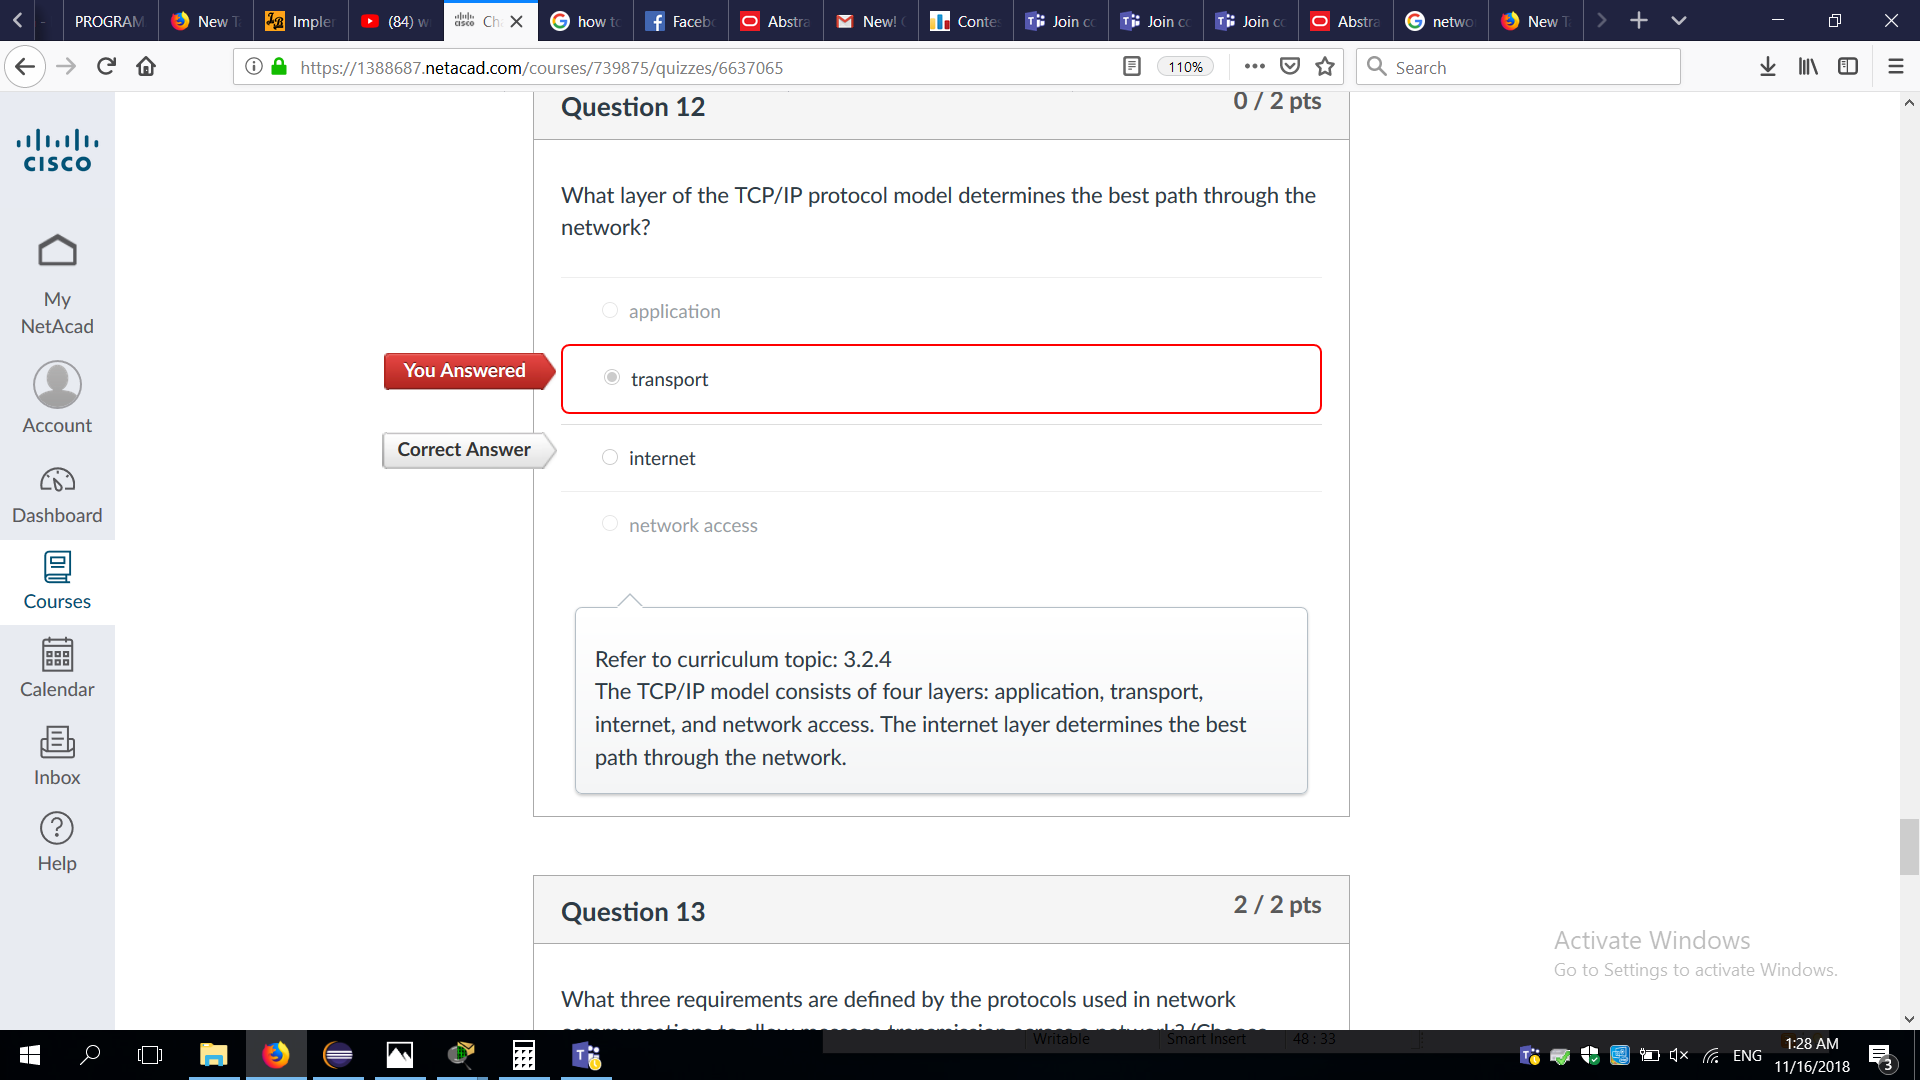 PROGRAM
New T
Imple
(84) w
Ch
how to
Faceb
Abstra
New!
Contes
Join co
Join co
Join co
Abstra
netwo
New T
https://1388687.netacad.com/courses/739875/quizzes/6637065
110%
Search
CISCO
My
NetAcad
Account
Dashboard
Courses
Calendar
Inbox
Help
Question 12
0 / 2 pts
What layer of the TCP/IP protocol model determines the best path through the
network?
application
You Answered
transport
Correct Answer
internet
network access
Refer to curriculum topic: 3.2.4
The TCP/IP model consists of four layers: application, transport,
internet, and network access. The internet layer determines the best
path through the network.
Question 13
2 / 2 pts
What three requirements are defined by the protocols used in network
Activate Windows
Go to Settings to activate Windows.
Writable
Smart Insert
48 : 33
ENG
1:28 AM
11/16/2018
3